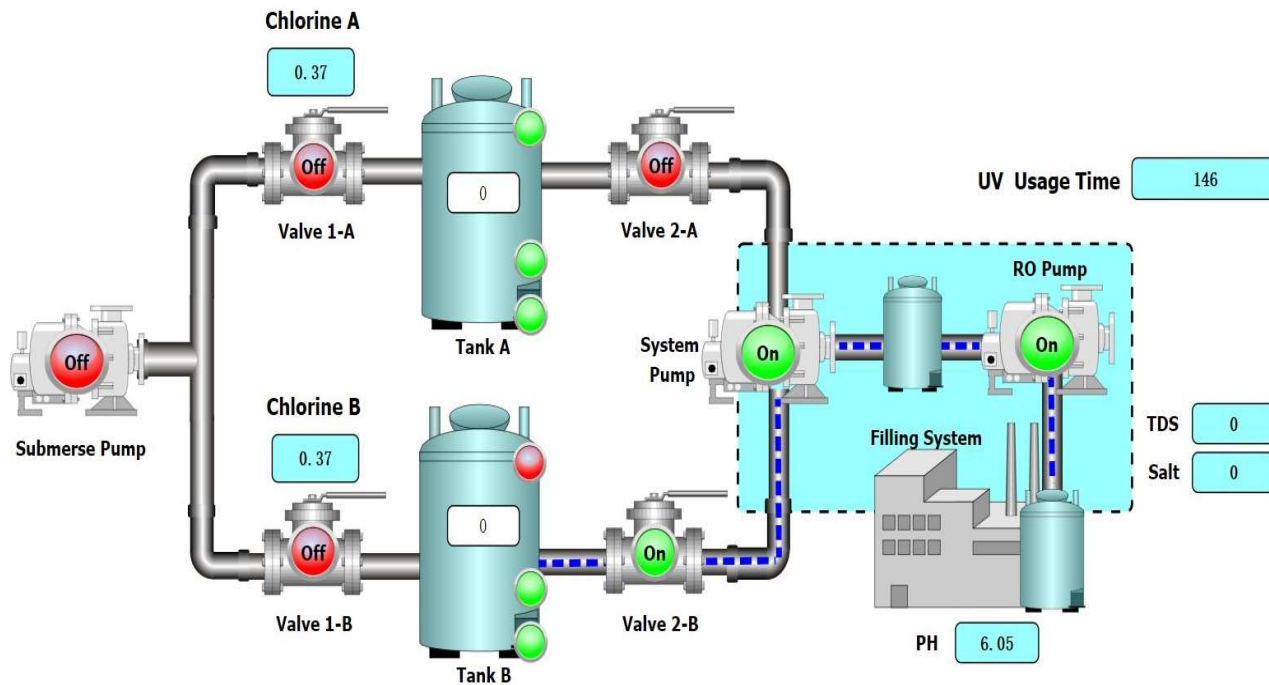 Chlorine A
0.37
Off
Valve 1-A
0
Tank A
Off
Valve 2-A
UV Usage Time 146
RO Pump
Off
Submerse Pump
System
Pump
On
On
Chlorine B
0.37
Off
Valve 1-B
0
Tank B
On
Valve 2-B
Filling System
TDS 0
Salt 0
PH 6.05